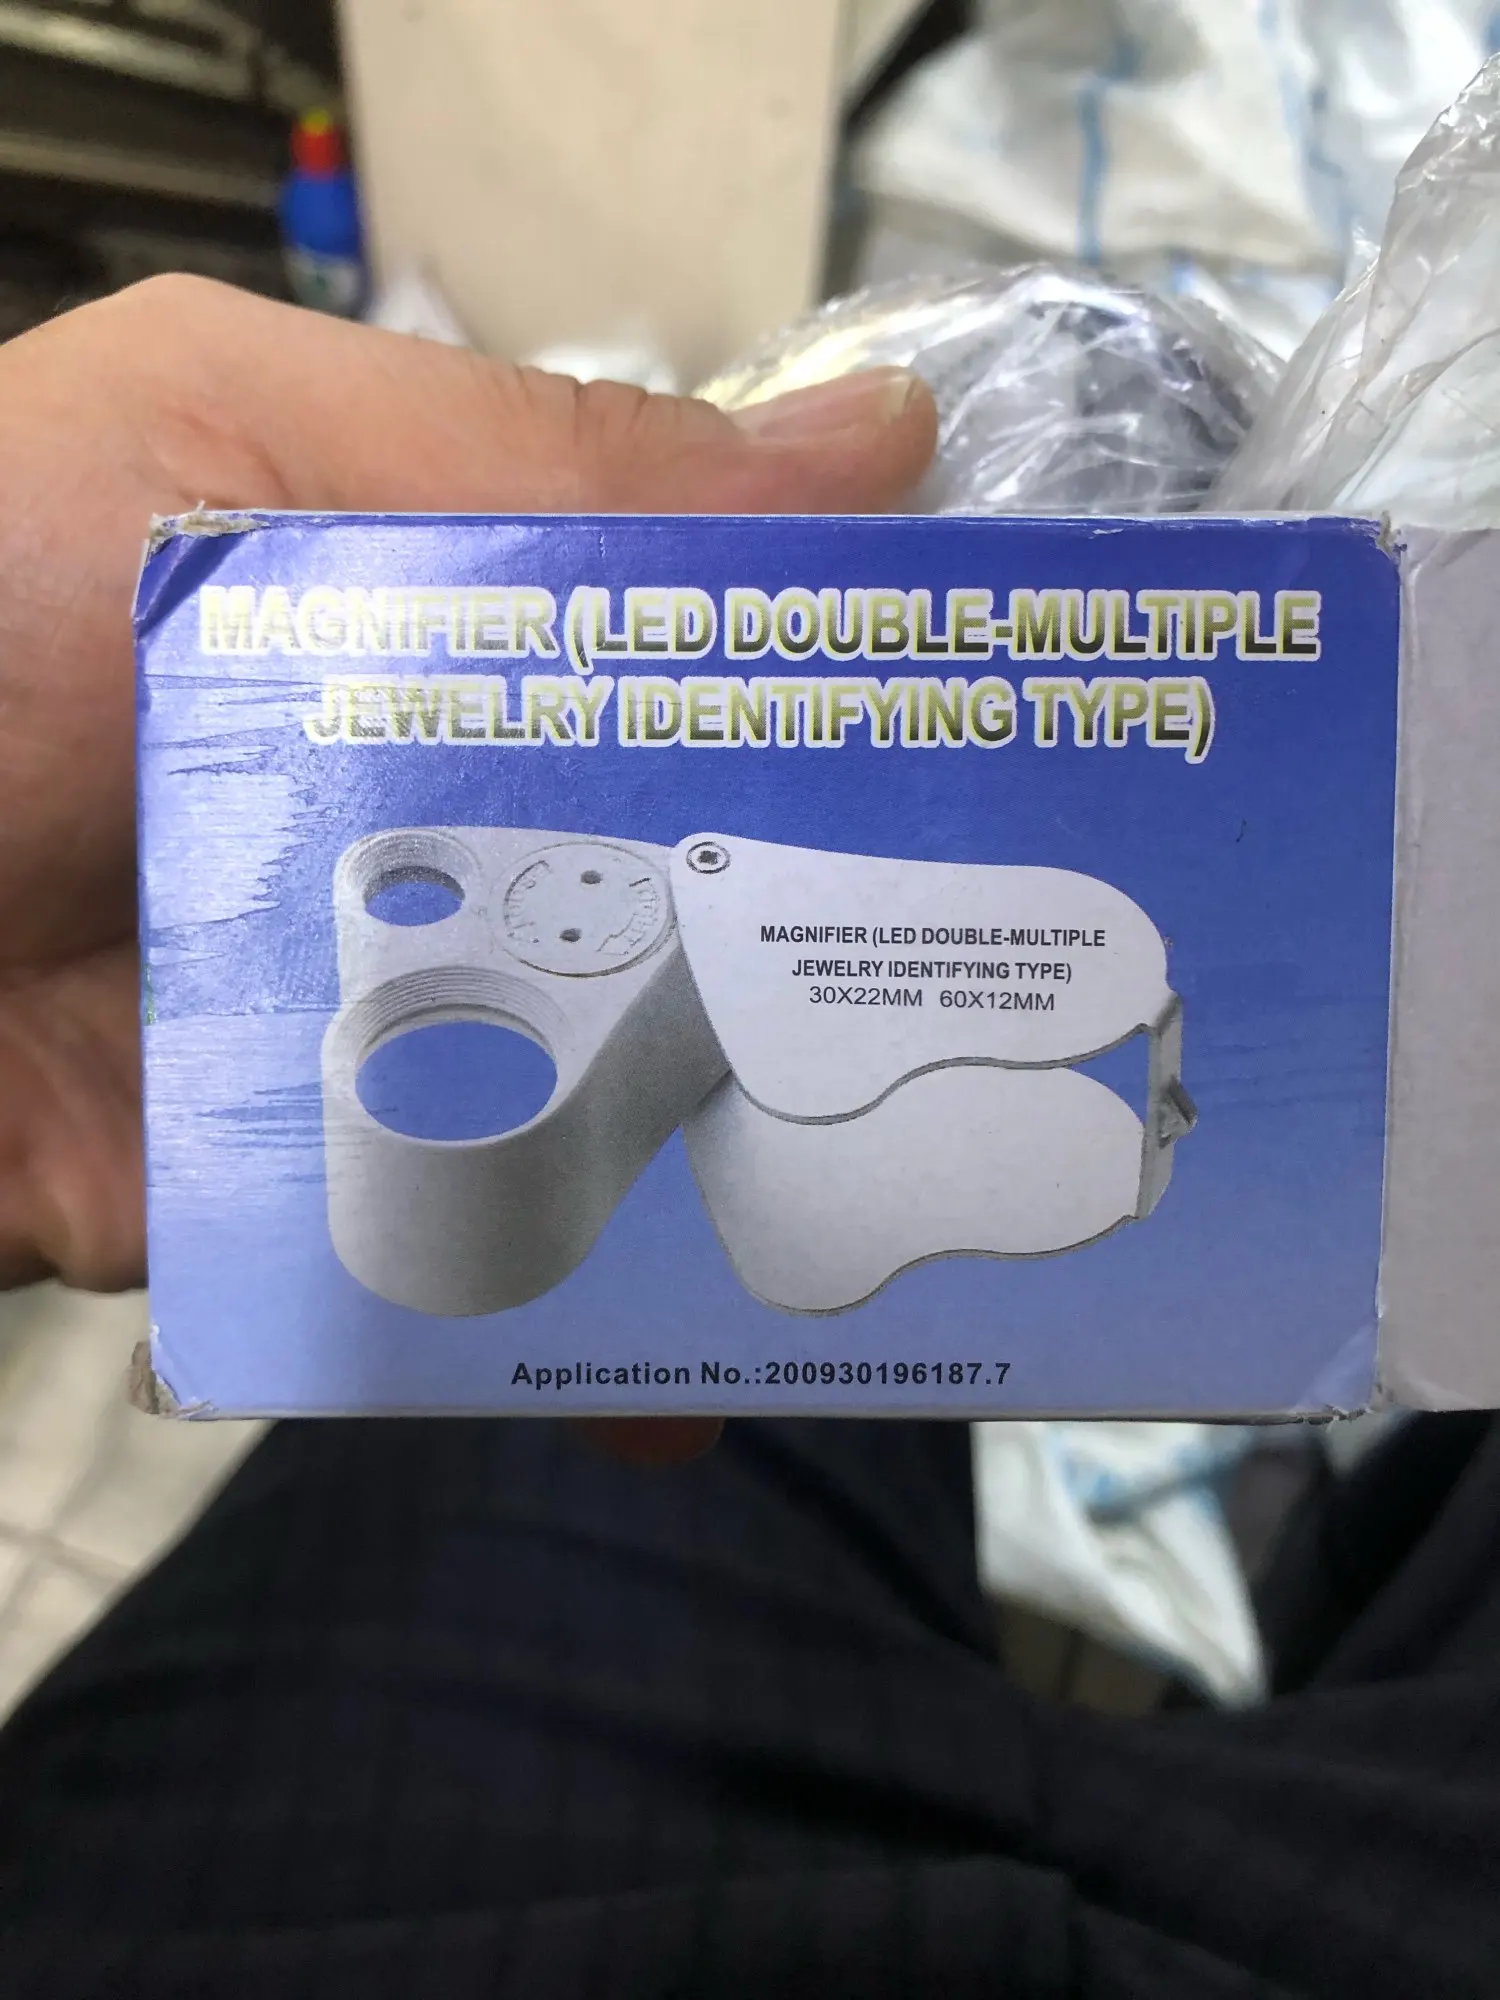 MAGNIFIER (LED DOUBLE-MULTIPLE
JEWELRY IDENTIFYING TYPE)
MAGNIFIER (LED DOUBLE-MULTIPLE
JEWELRY IDENTIFYING TYPE)
30X22MM 60X12MM
Application No.:200930196187.7